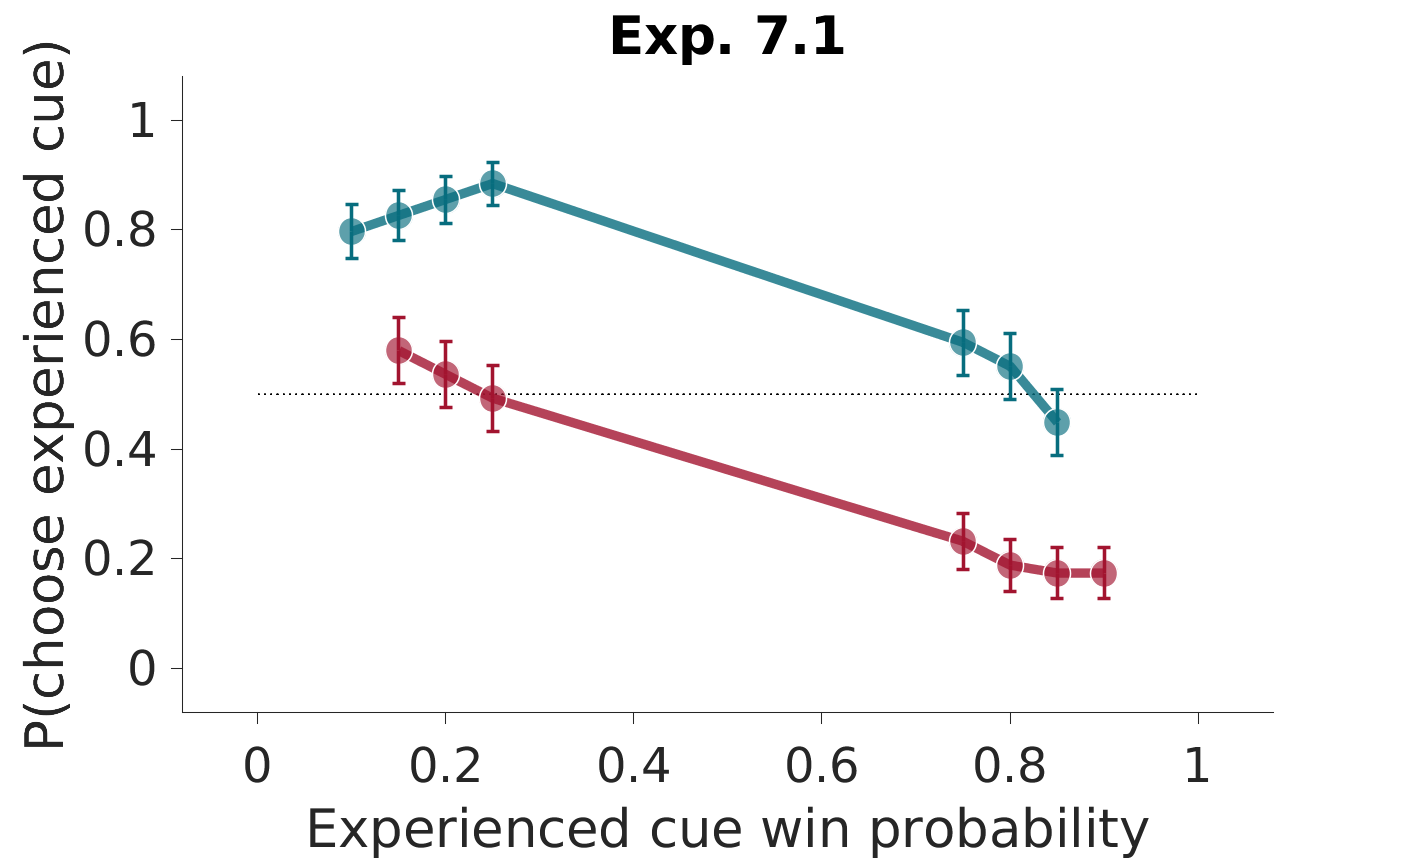 Exp. 7.1
P(choose experienced cue)
1
0.8
0.6
0.4
0.2
0
0 0.2 0.4 0.6 0.8 1
Experienced cue win probability